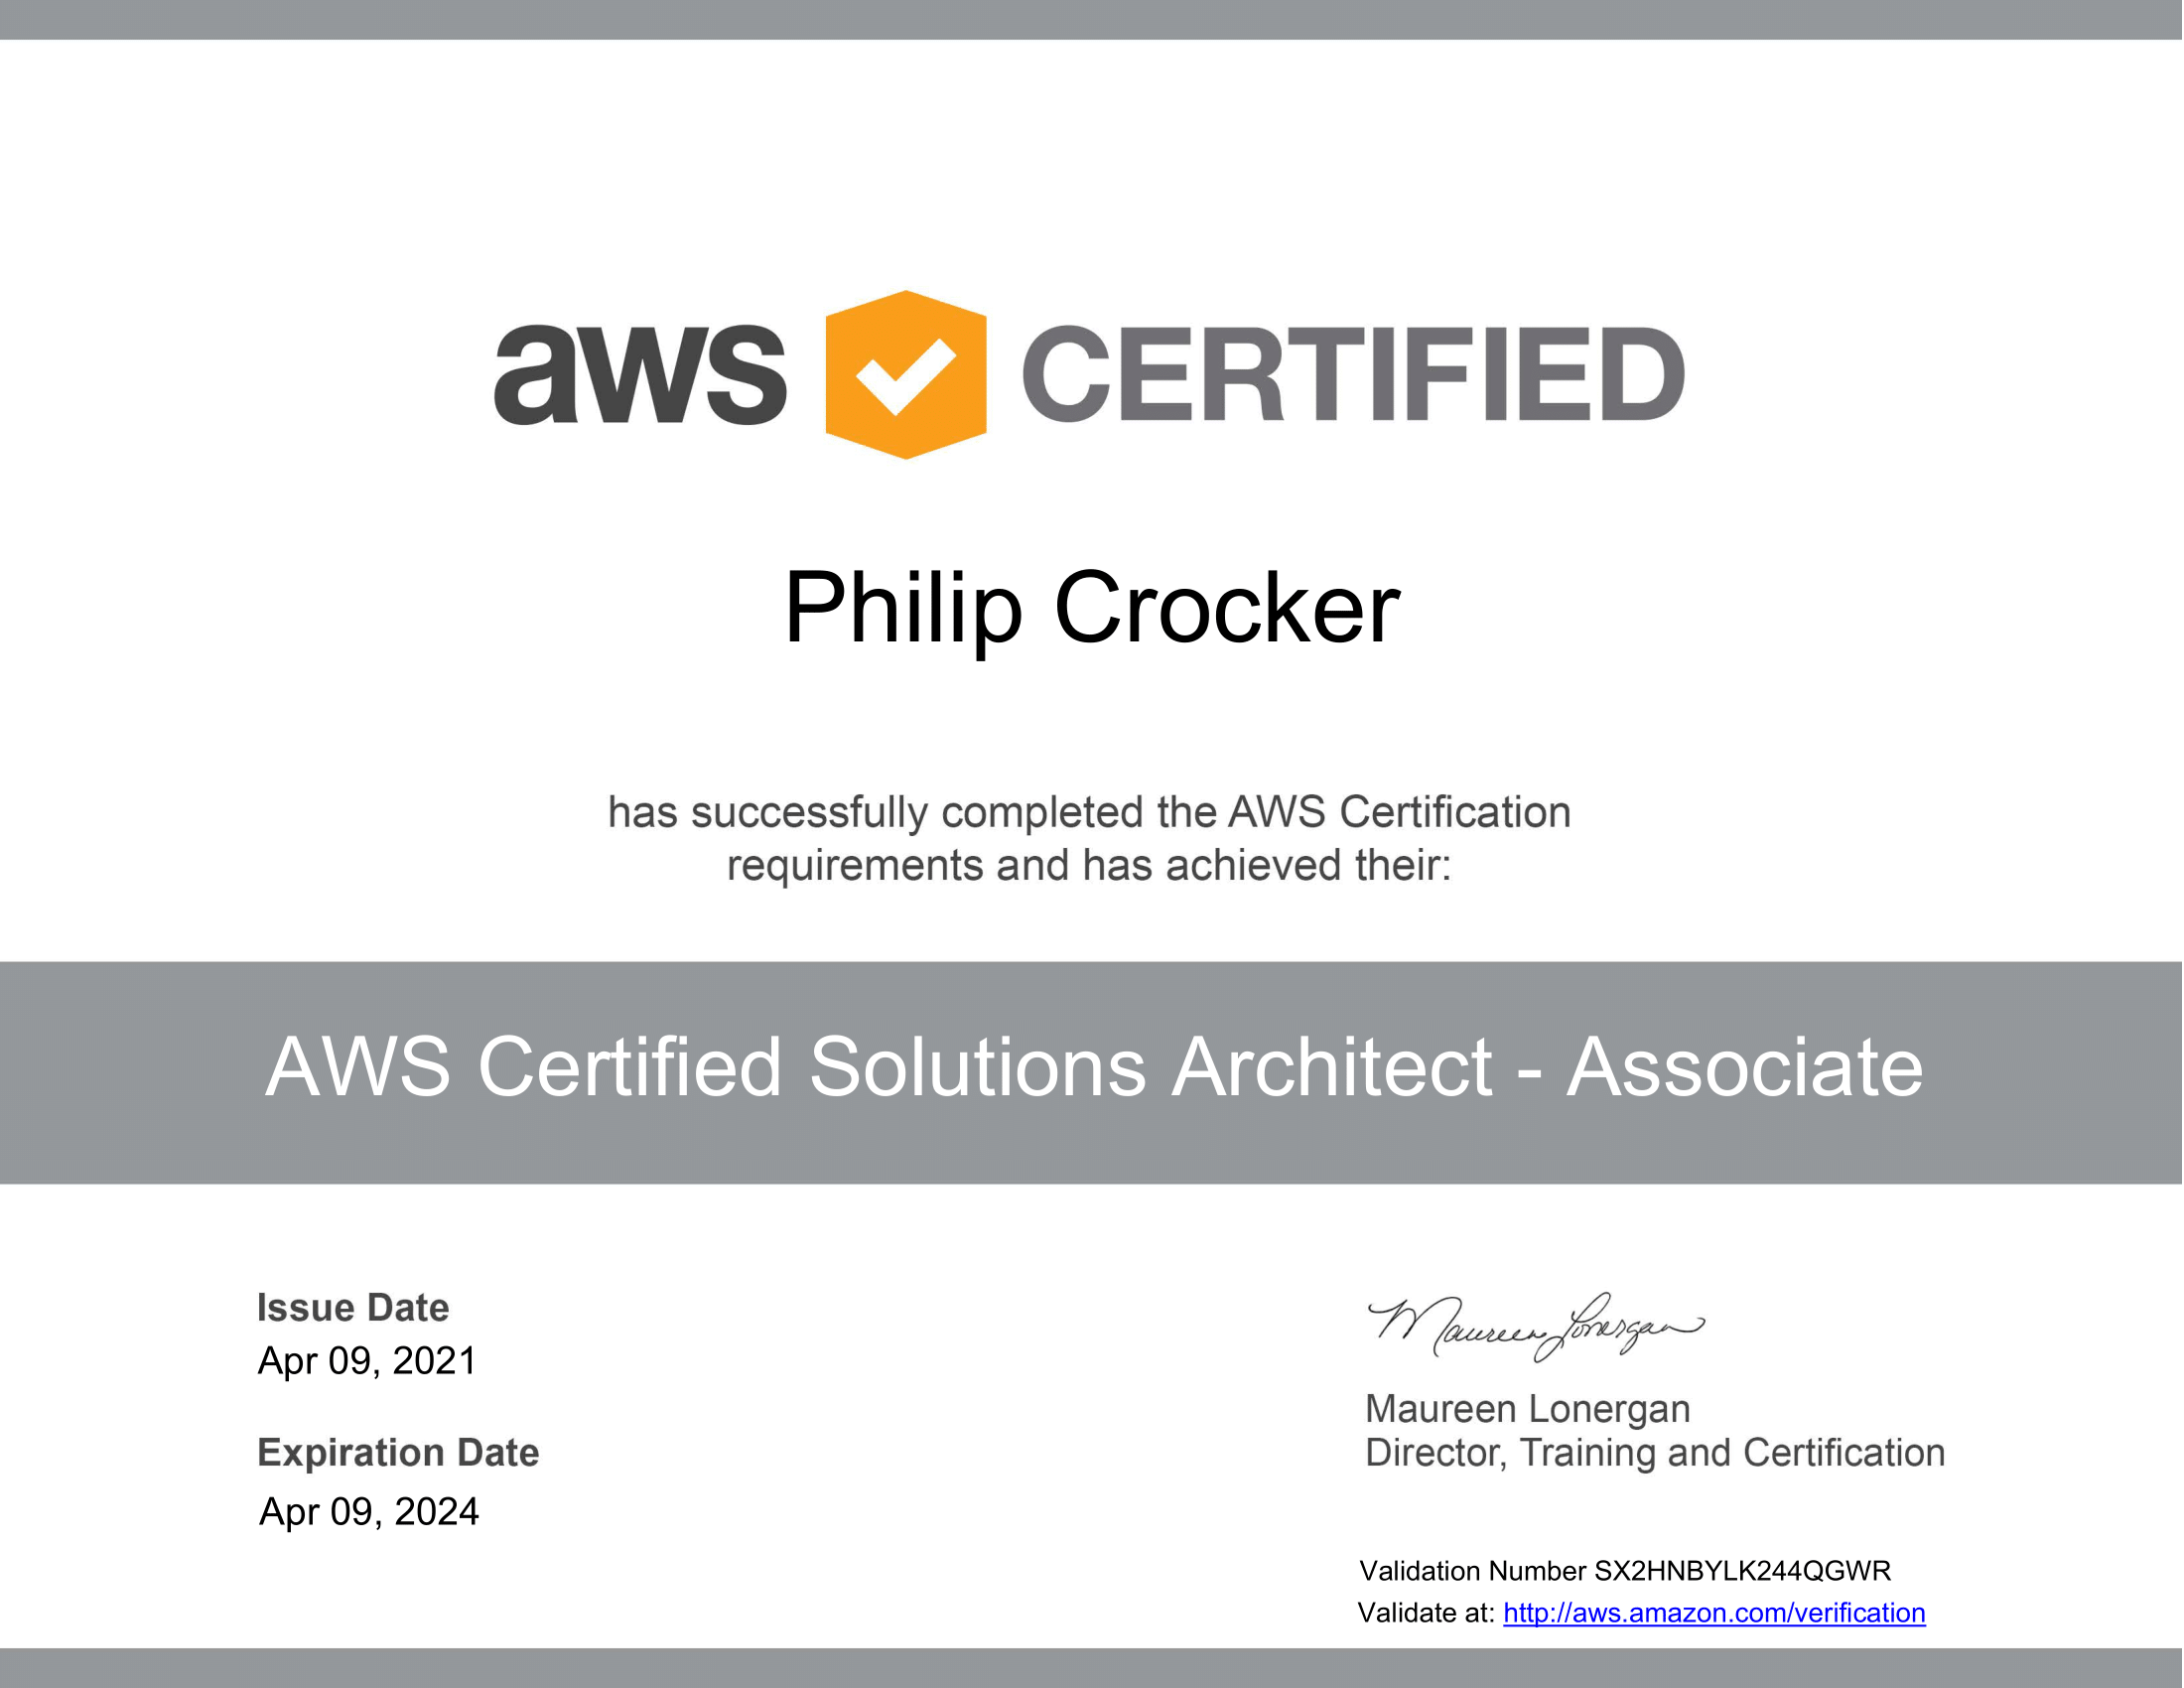 aws CERTIFIED
Philip Crocker
has successfully completed the AWS Certification
requirements and has achieved their:
AWS Certified Solutions Architect - Associate
Issue Date
Apr 09, 2021
Expiration Date
Apr 09, 2024
Maureen Lonergan
Maureen Lonergan
Director, Training and Certification
Validation Number SX2HNBYLK244QGWR
Validate at: http://aws.amazon.com/verification